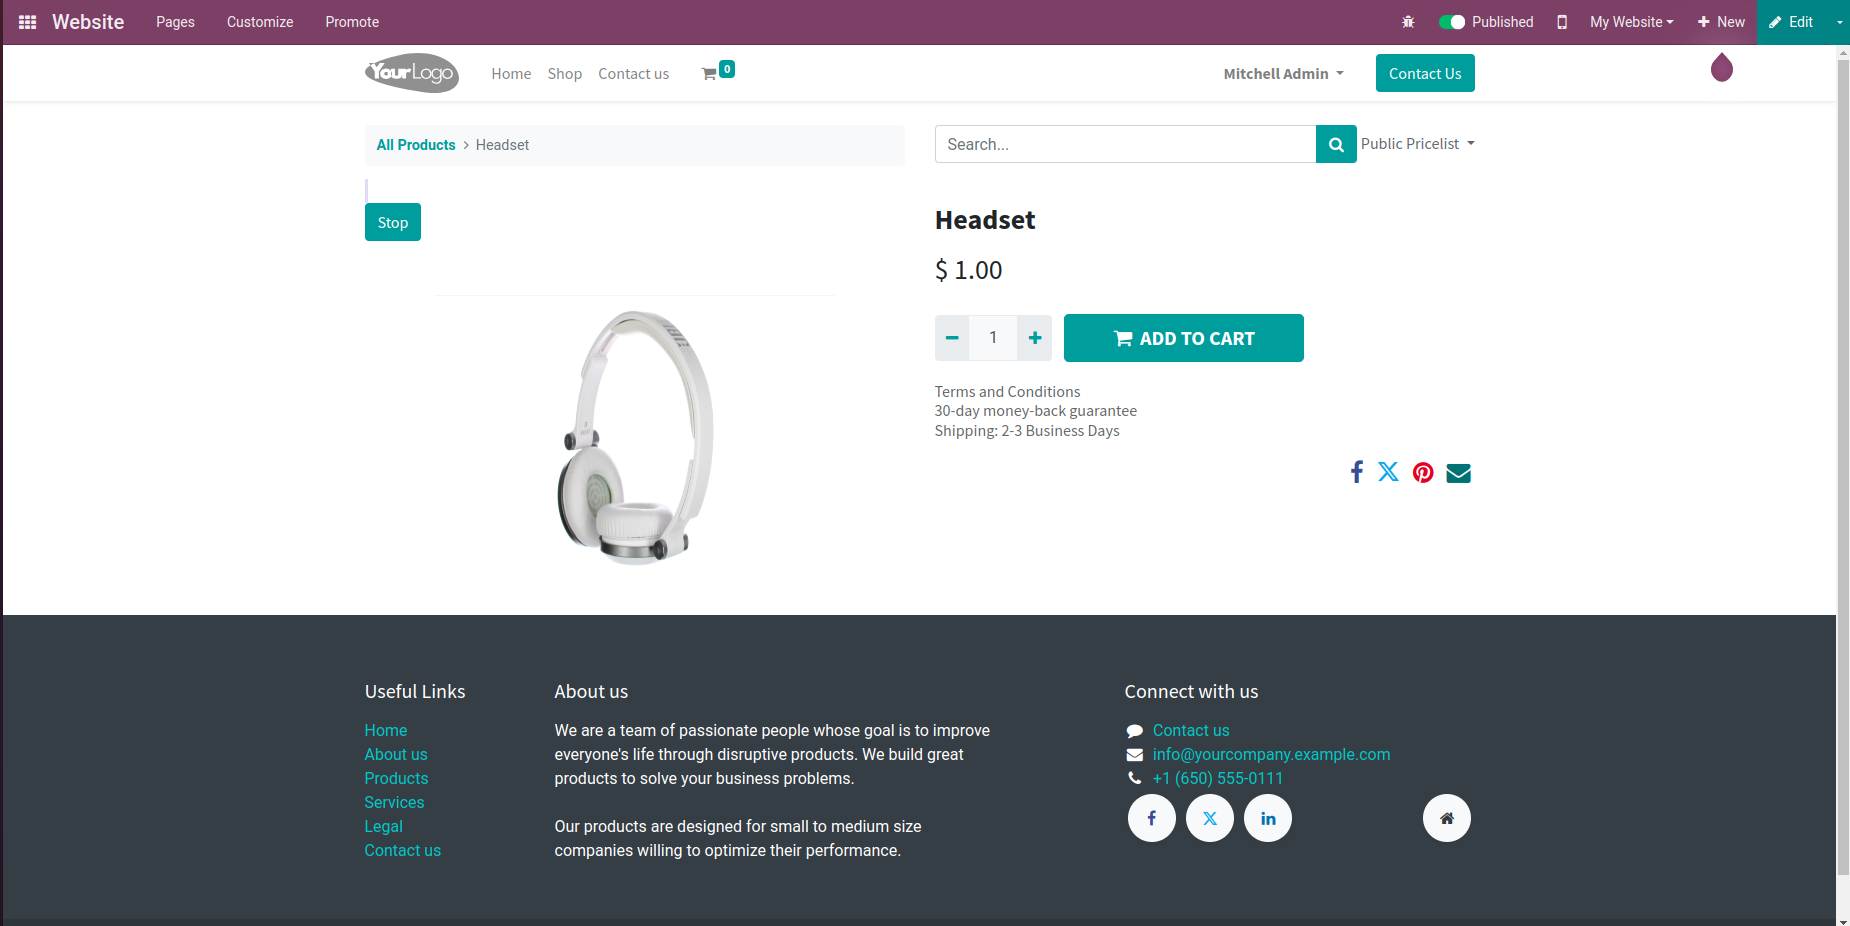 Website Pages Customize Promote Published My Website New Edit
YourLogo Home Shop Contact us 0 Mitchell Admin Contact Us
All Products > Headset Search... Public Pricelist
Stop
Headset
$ 1.00
1 ADD TO CART
Terms and Conditions
30-day money-back guarantee
Shipping: 2-3 Business Days
Useful Links
Home
About us
Products
Services
Legal
Contact us
About us
We are a team of passionate people whose goal is to improve
everyone's life through disruptive products. We build great
products to solve your business problems.
Our products are designed for small to medium size
companies willing to optimize their performance.
Connect with us
Contact us
info@yourcompany.example.com
+1 (650) 555-0111